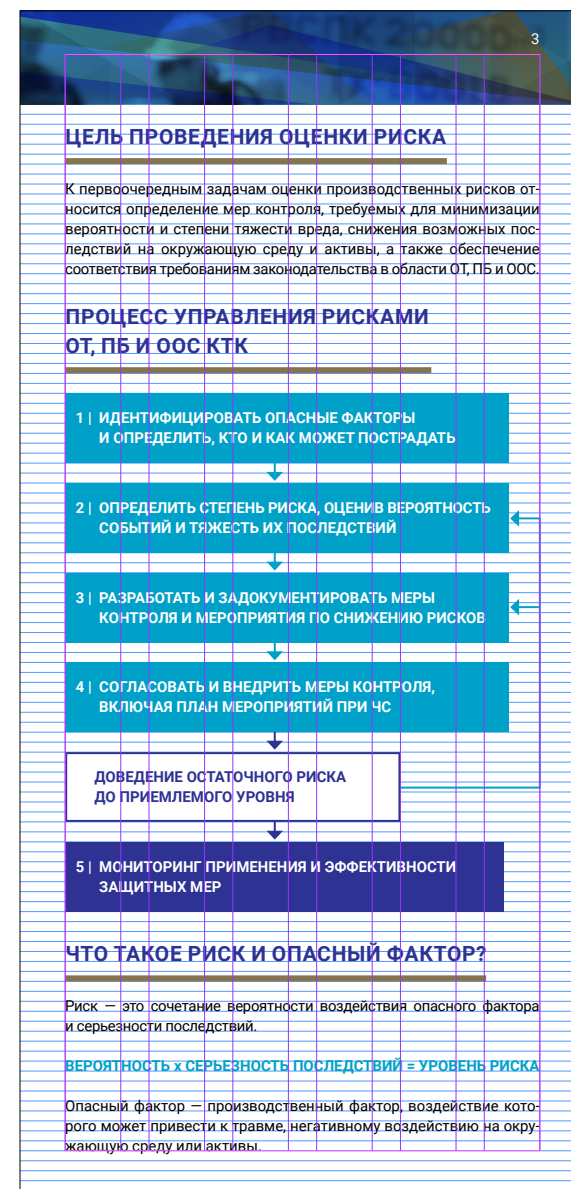 3
ЦЕЛЬ ПРОВЕДЕНИЯ ОЦЕНКИ РИСКА
К первоочередным задачам оценки производственных рисков от-
носится определение мер контроля, требуемых для минимизации
вероятности и степени тяжести вреда, снижения возможных пос-
ледствий на окружающую среду и активы, а также обеспечение
соответствия требованиям законодательства в области ОТ, ПБ и ООС.
ПРОЦЕСС УПРАВЛЕНИЯ РИСКАМИ
ОТ, ПБ И ООС КТК
1 | ИДЕНТИФИЦИРОВАТЬ ОПАСНЫЕ ФАКТОРЫ
И ОПРЕДЕЛИТЬ, КТО И КАК МОЖЕТ ПОСТРАДАТЬ
2 | ОПРЕДЕЛИТЬ СТЕПЕНЬ РИСКА, ОЦЕНИВ ВЕРОЯТНОСТЬ
СОБЫТИЙ И ТЯЖЕСТЬ ИХ ПОСЛЕДСТВИЙ
3 | РАЗРАБОТАТЬ И ЗАДОКУМЕНТИРОВАТЬ МЕРЫ
КОНТРОЛЯ И МЕРОПРИЯТИЯ ПО СНИЖЕНИЮ РИСКОВ
4 | СОГЛАСОВАТЬ И ВНЕДРИТЬ МЕРЫ КОНТРОЛЯ,
ВКЛЮЧАЯ ПЛАН МЕРОПРИЯТИЙ ПРИ ЧС
ДОВЕДЕНИЕ ОСТАТОЧНОГО РИСКА
ДО ПРИЕМЛЕМОГО УРОВНЯ
5 | МОНИТОРИНГ ПРИМЕНЕНИЯ И ЭФФЕКТИВНОСТИ
ЗАЩИТНЫХ МЕР
ЧТО ТАКОЕ РИСК И ОПАСНЫЙ ФАКТОР?
Риск — это сочетание вероятности воздействия опасного фактора
и серьезности последствий.
ВЕРОЯТНОСТЬ х СЕРЬЕЗНОСТЬ ПОСЛЕДСТВИЙ = УРОВЕНЬ РИСКА
Опасный фактор — производственный фактор, воздействие кото-
рого может привести к травме, негативному воздействию на окру-
жающую среду или активы.